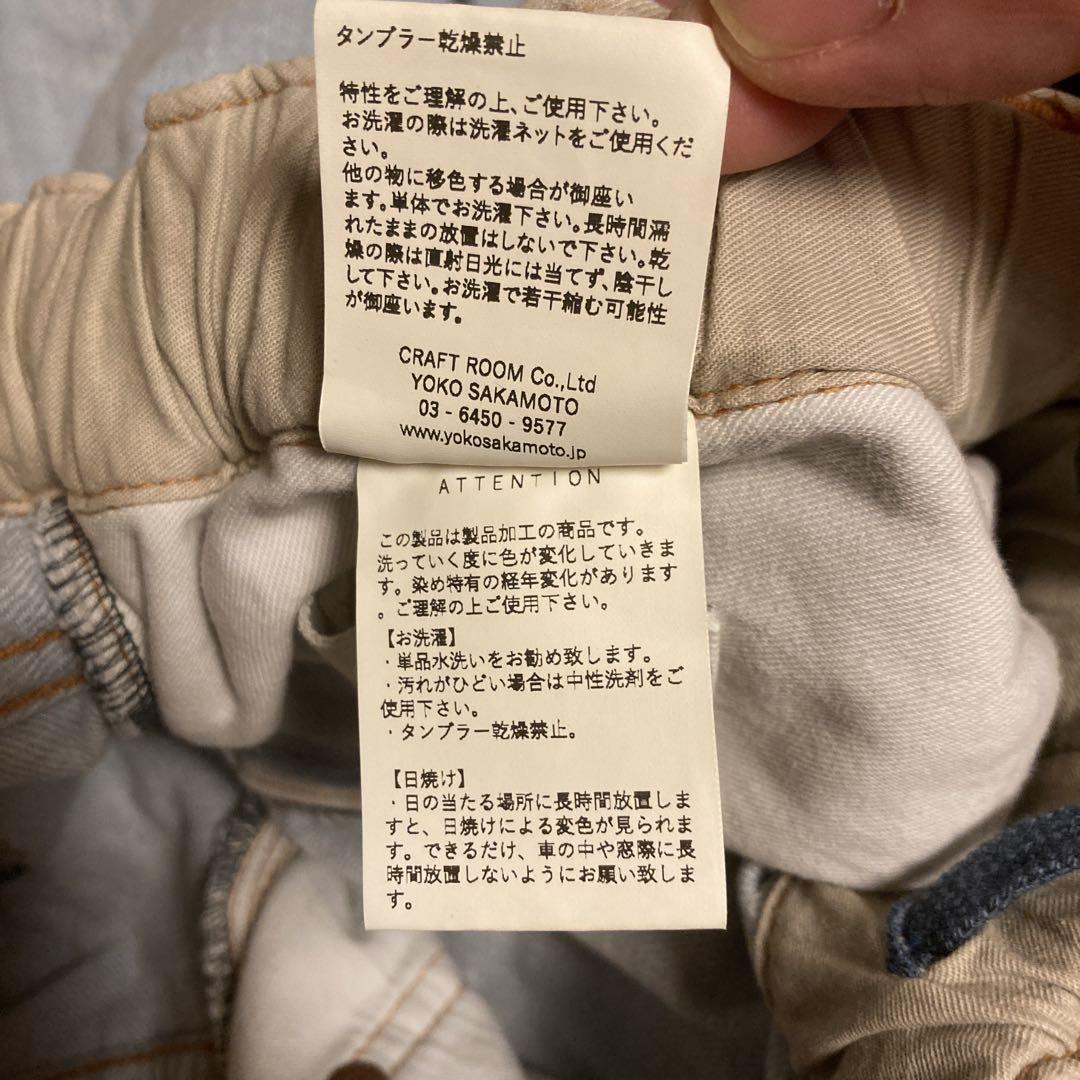 タンブラー乾燥禁止
特性をご理解の上、ご使用下さい。
お洗濯の際は洗濯ネットをご使用くだ
さい。
他の物に移色する場合が御座い
ます。単体でお洗濯下さい。長時間濡
れたままの放置はしないで下さい。乾
燥の際は直射日光には当てず、陰干し
して下さい。お洗濯で若干縮む可能性
が御座います。
CRAFT ROOM Co.,Ltd
YOKO SAKAMOTO
03 - 6450 - 9577
www.yokosakamoto.jp
ATTENTION
この製品は製品加工の商品です。
洗っていく度に色が変化していきま
す。染め特有の経年変化があります
。ご理解の上ご使用下さい。
【お洗濯】
・単品水洗いをお勧め致します。
・汚れがひどい場合は中性洗剤をご
使用下さい。
・タンブラー乾燥禁止。
【日焼け】
・日の当たる場所に長時間放置しま
すと、日焼けによる変色が見られま
す。できるだけ、車の中や窓際に長
時間放置しないようにお願い致しま
す。